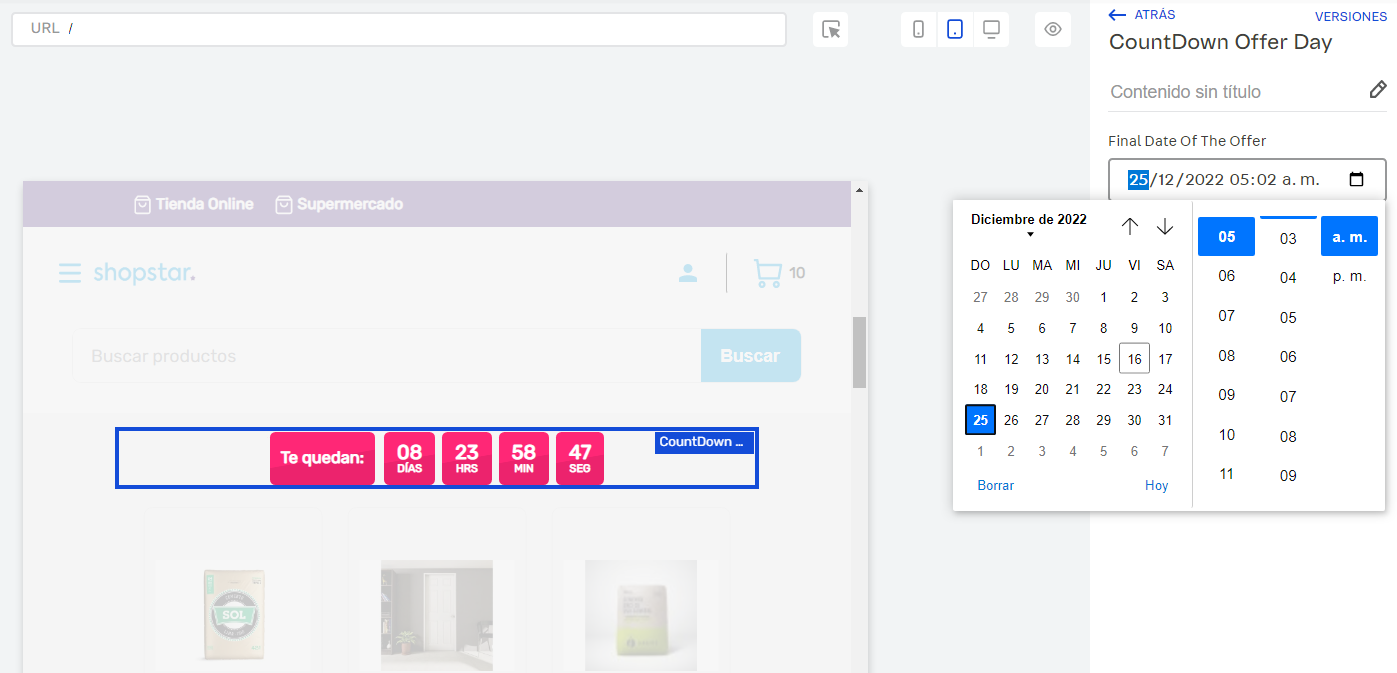 URL /
ATRÁS
VERSIONES
CountDown Offer Day
Contenido sin título
Final Date Of The Offer
25/12/2022 05:02 a. m.
Diciembre de 2022
DO LU MA MI JU VI SA
27 28 29 30 1 2 3
4 5 6 7 8 9 10
11 12 13 14 15 16 17
18 19 20 21 22 23 24
25 26 27 28 29 30 31
1 2 3 4 5 6 7
Borrar Hoy
05 03 a. m.
06 04 p. m.
07 05
08 06
09 07
10 08
11 09
Tienda Online Supermercado
shopstar. 10
Buscar productos Buscar
CountDown ...
Te quedan: 08 23 58 47
DÍAS HRS MIN SEG
SOL